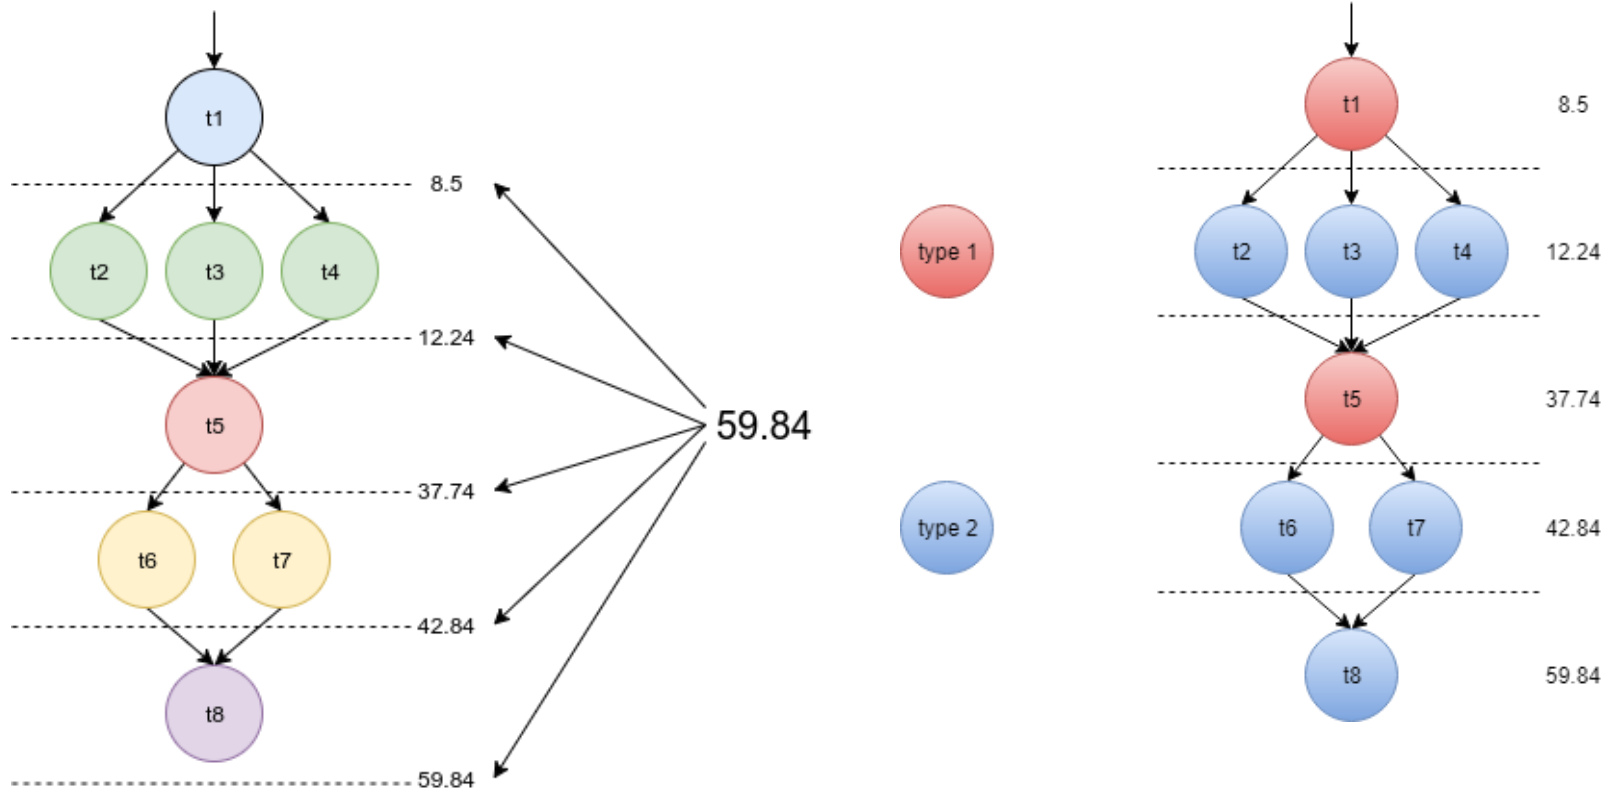 t1
8.5
t2 t3 t4
12.24
t5
59.84
37.74
t6 t7
42.84
t8
59.84
type 1
type 2
t1 8.5
t2 t3 t4 12.24
t5 37.74
t6 t7 42.84
t8 59.84